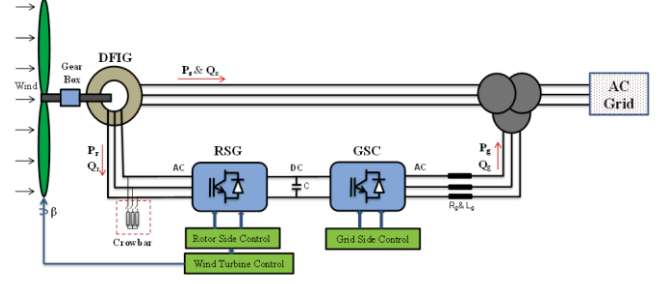 DFIG
Gear
Box
Wind
Ps & Qs
AC
Grid
Pr
Qr
RSG
GSC
AC
DC
AC
C
Pg
Qg
Rg& Lg
β
Crowbar
Rotor Side Control
Grid Side Control
Wind Turbine Control